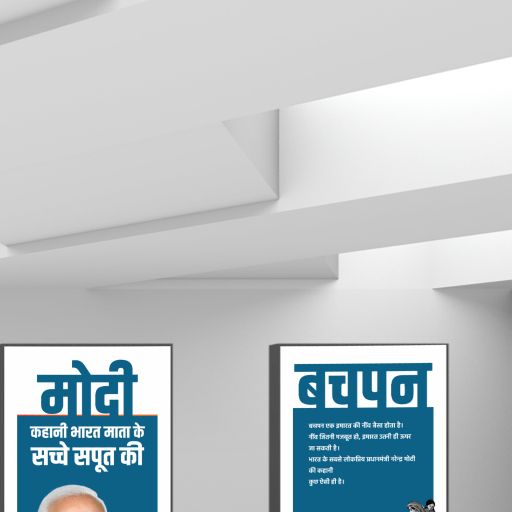 मोदी
कहानी भारत माता के
सच्चे सपूत की
बचपन
बचपन एक इमारत की नींव जैसा होता है।
नींव जितनी मजबूत हो, इमारत उतनी ही ऊपर
जा सकती है।
भारत के सबसे लोकप्रिय प्रधानमंत्री नरेन्द्र मोदी
की कहानी
कुछ ऐसी ही है।